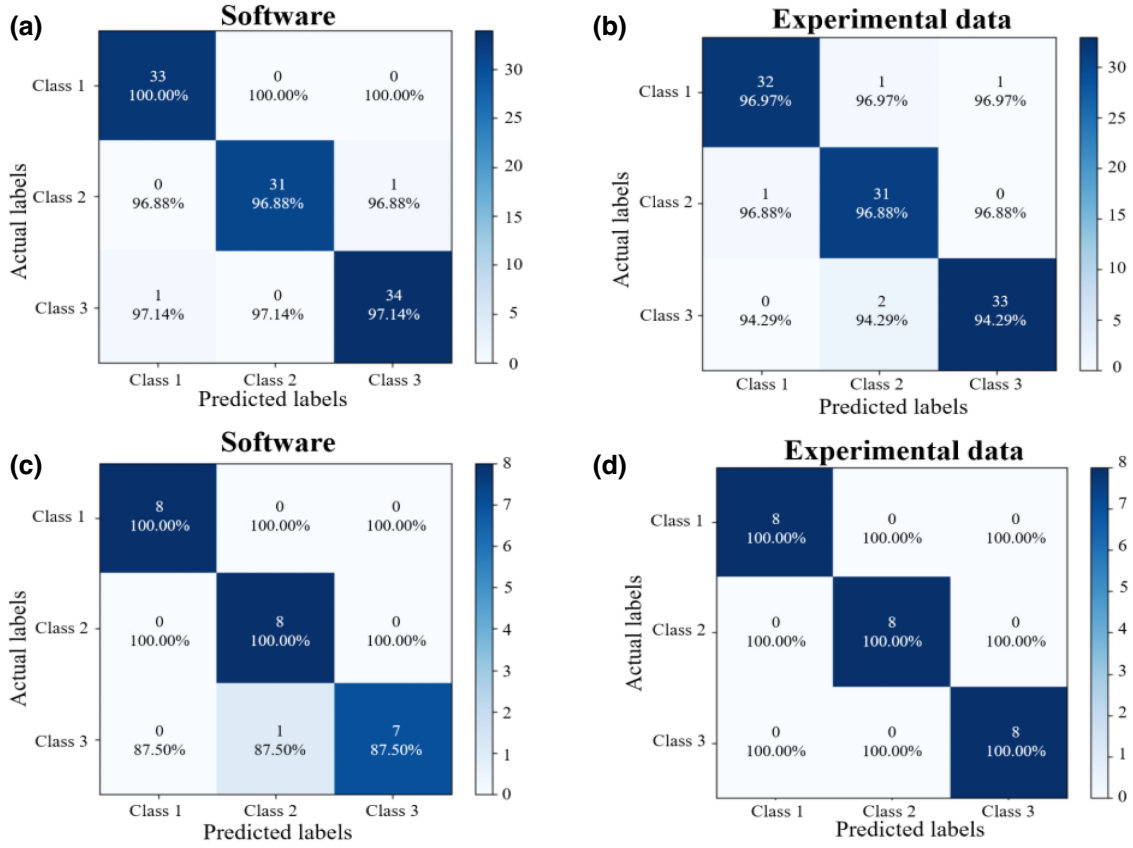 (a)
Software
Class 1
33
100.00%
0
100.00%
0
100.00%
Class 2
0
96.88%
31
96.88%
1
96.88%
Class 3
1
97.14%
0
97.14%
34
97.14%
Class 1
Class 2
Class 3
Predicted labels
Actual labels
30
25
20
15
10
5
0
(b)
Experimental data
Class 1
32
96.97%
1
96.97%
1
96.97%
Class 2
1
96.88%
31
96.88%
0
96.88%
Class 3
0
94.29%
2
94.29%
33
94.29%
Class 1
Class 2
Class 3
Predicted labels
Actual labels
30
25
20
15
10
5
0
(c)
Software
Class 1
8
100.00%
0
100.00%
0
100.00%
Class 2
0
100.00%
8
100.00%
0
100.00%
Class 3
0
87.50%
1
87.50%
7
87.50%
Class 1
Class 2
Class 3
Predicted labels
Actual labels
8
7
6
5
4
3
2
1
0
(d)
Experimental data
Class 1
8
100.00%
0
100.00%
0
100.00%
Class 2
0
100.00%
8
100.00%
0
100.00%
Class 3
0
100.00%
0
100.00%
8
100.00%
Class 1
Class 2
Class 3
Predicted labels
Actual labels
8
7
6
5
4
3
2
1
0